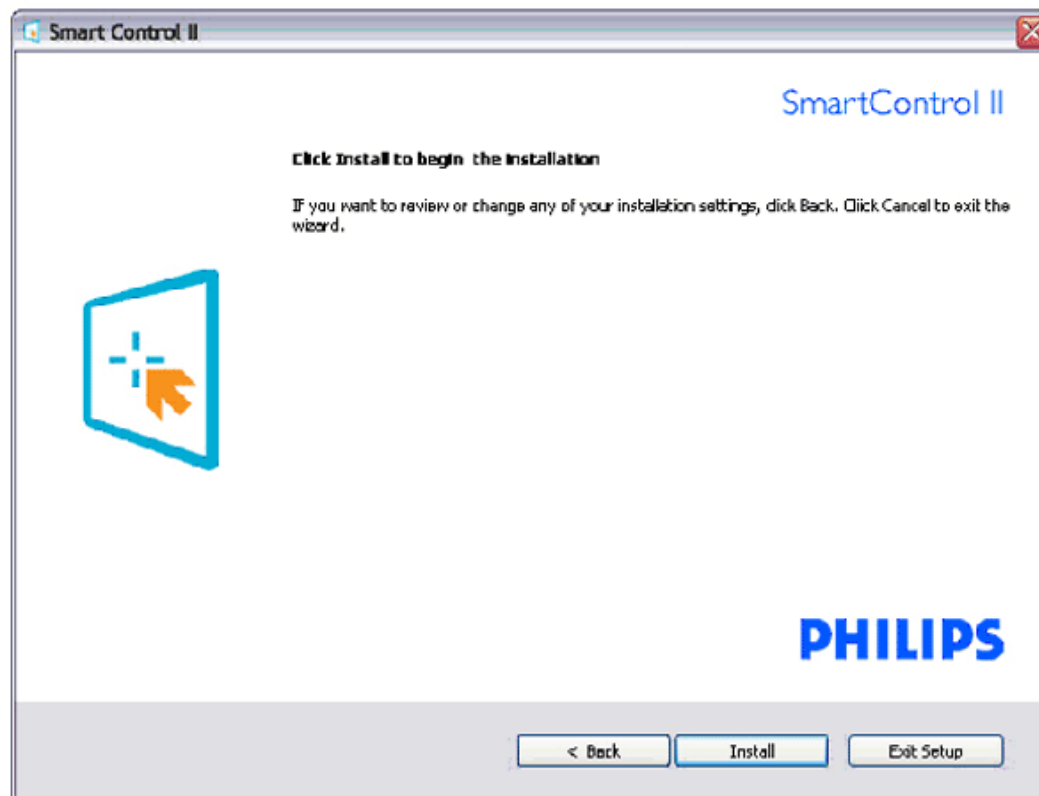 Smart Control II
SmartControl II
Click Install to begin the installation
If you want to review or change any of your installation settings, click Back. Click Cancel to exit the
wizard.
PHILIPS
< Back
Install
Exit Setup